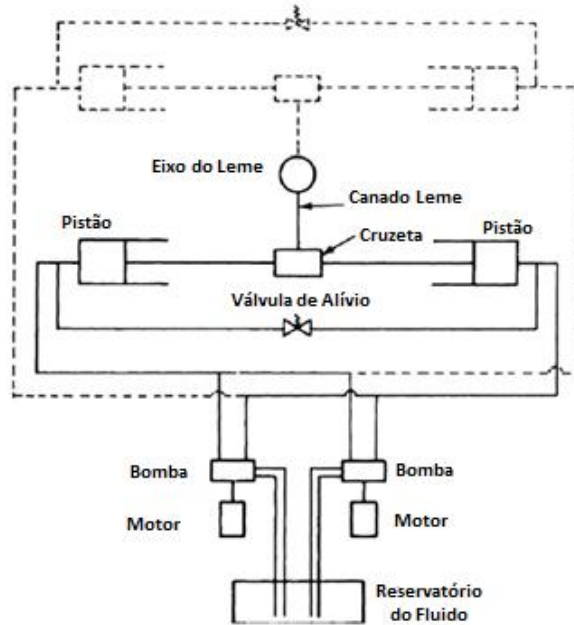 Eixo do Leme
Canado Leme
Pistão
Pistão
Cruzeta
Válvula de Alívio
Bomba
Bomba
Motor
Motor
Reservatório
do Fluido